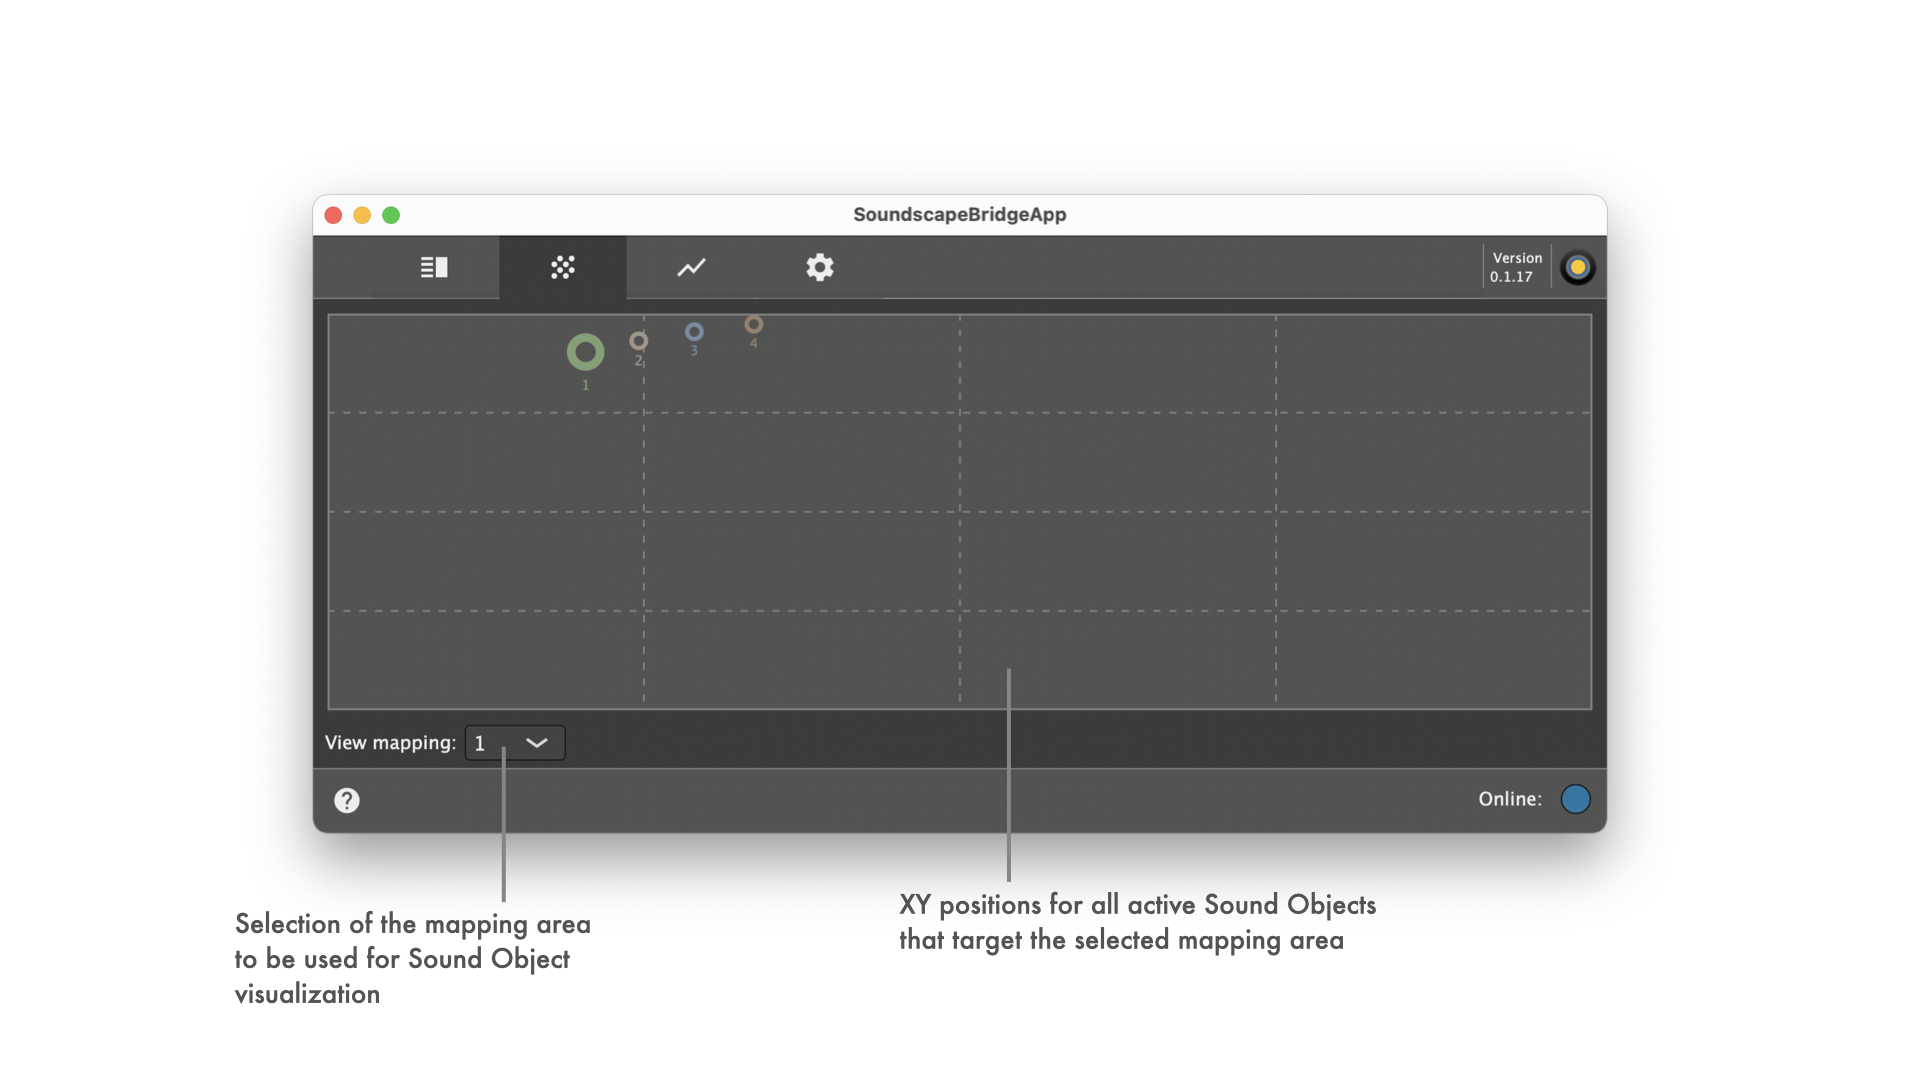 SoundscapeBridgeApp
Version
0.1.17
1
2
3
4
View mapping:
1
?
Online:
Selection of the mapping area
to be used for Sound Object
visualization
XY positions for all active Sound Objects
that target the selected mapping area